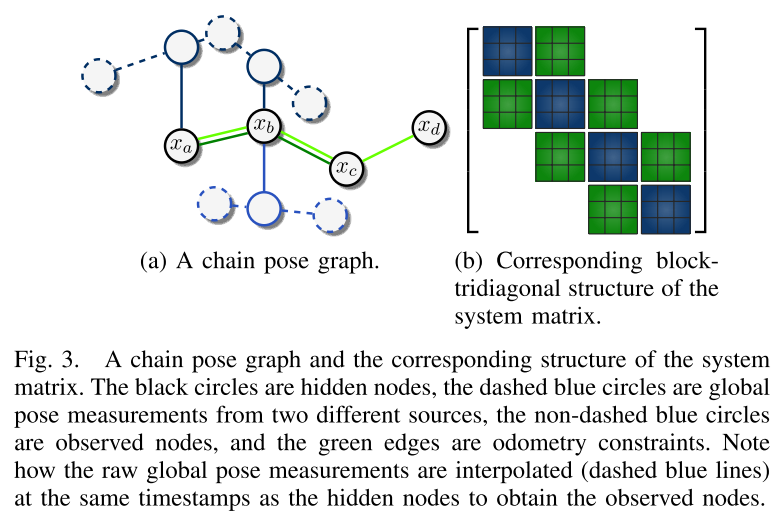 x_a
x_b
x_c
x_d
(a) A chain pose graph.
(b) Corresponding block-
tridiagonal structure of the
system matrix.
Fig. 3. A chain pose graph and the corresponding structure of the system
matrix. The black circles are hidden nodes, the dashed blue circles are global
pose measurements from two different sources, the non-dashed blue circles
are observed nodes, and the green edges are odometry constraints. Note
how the raw global pose measurements are interpolated (dashed blue lines)
at the same timestamps as the hidden nodes to obtain the observed nodes.